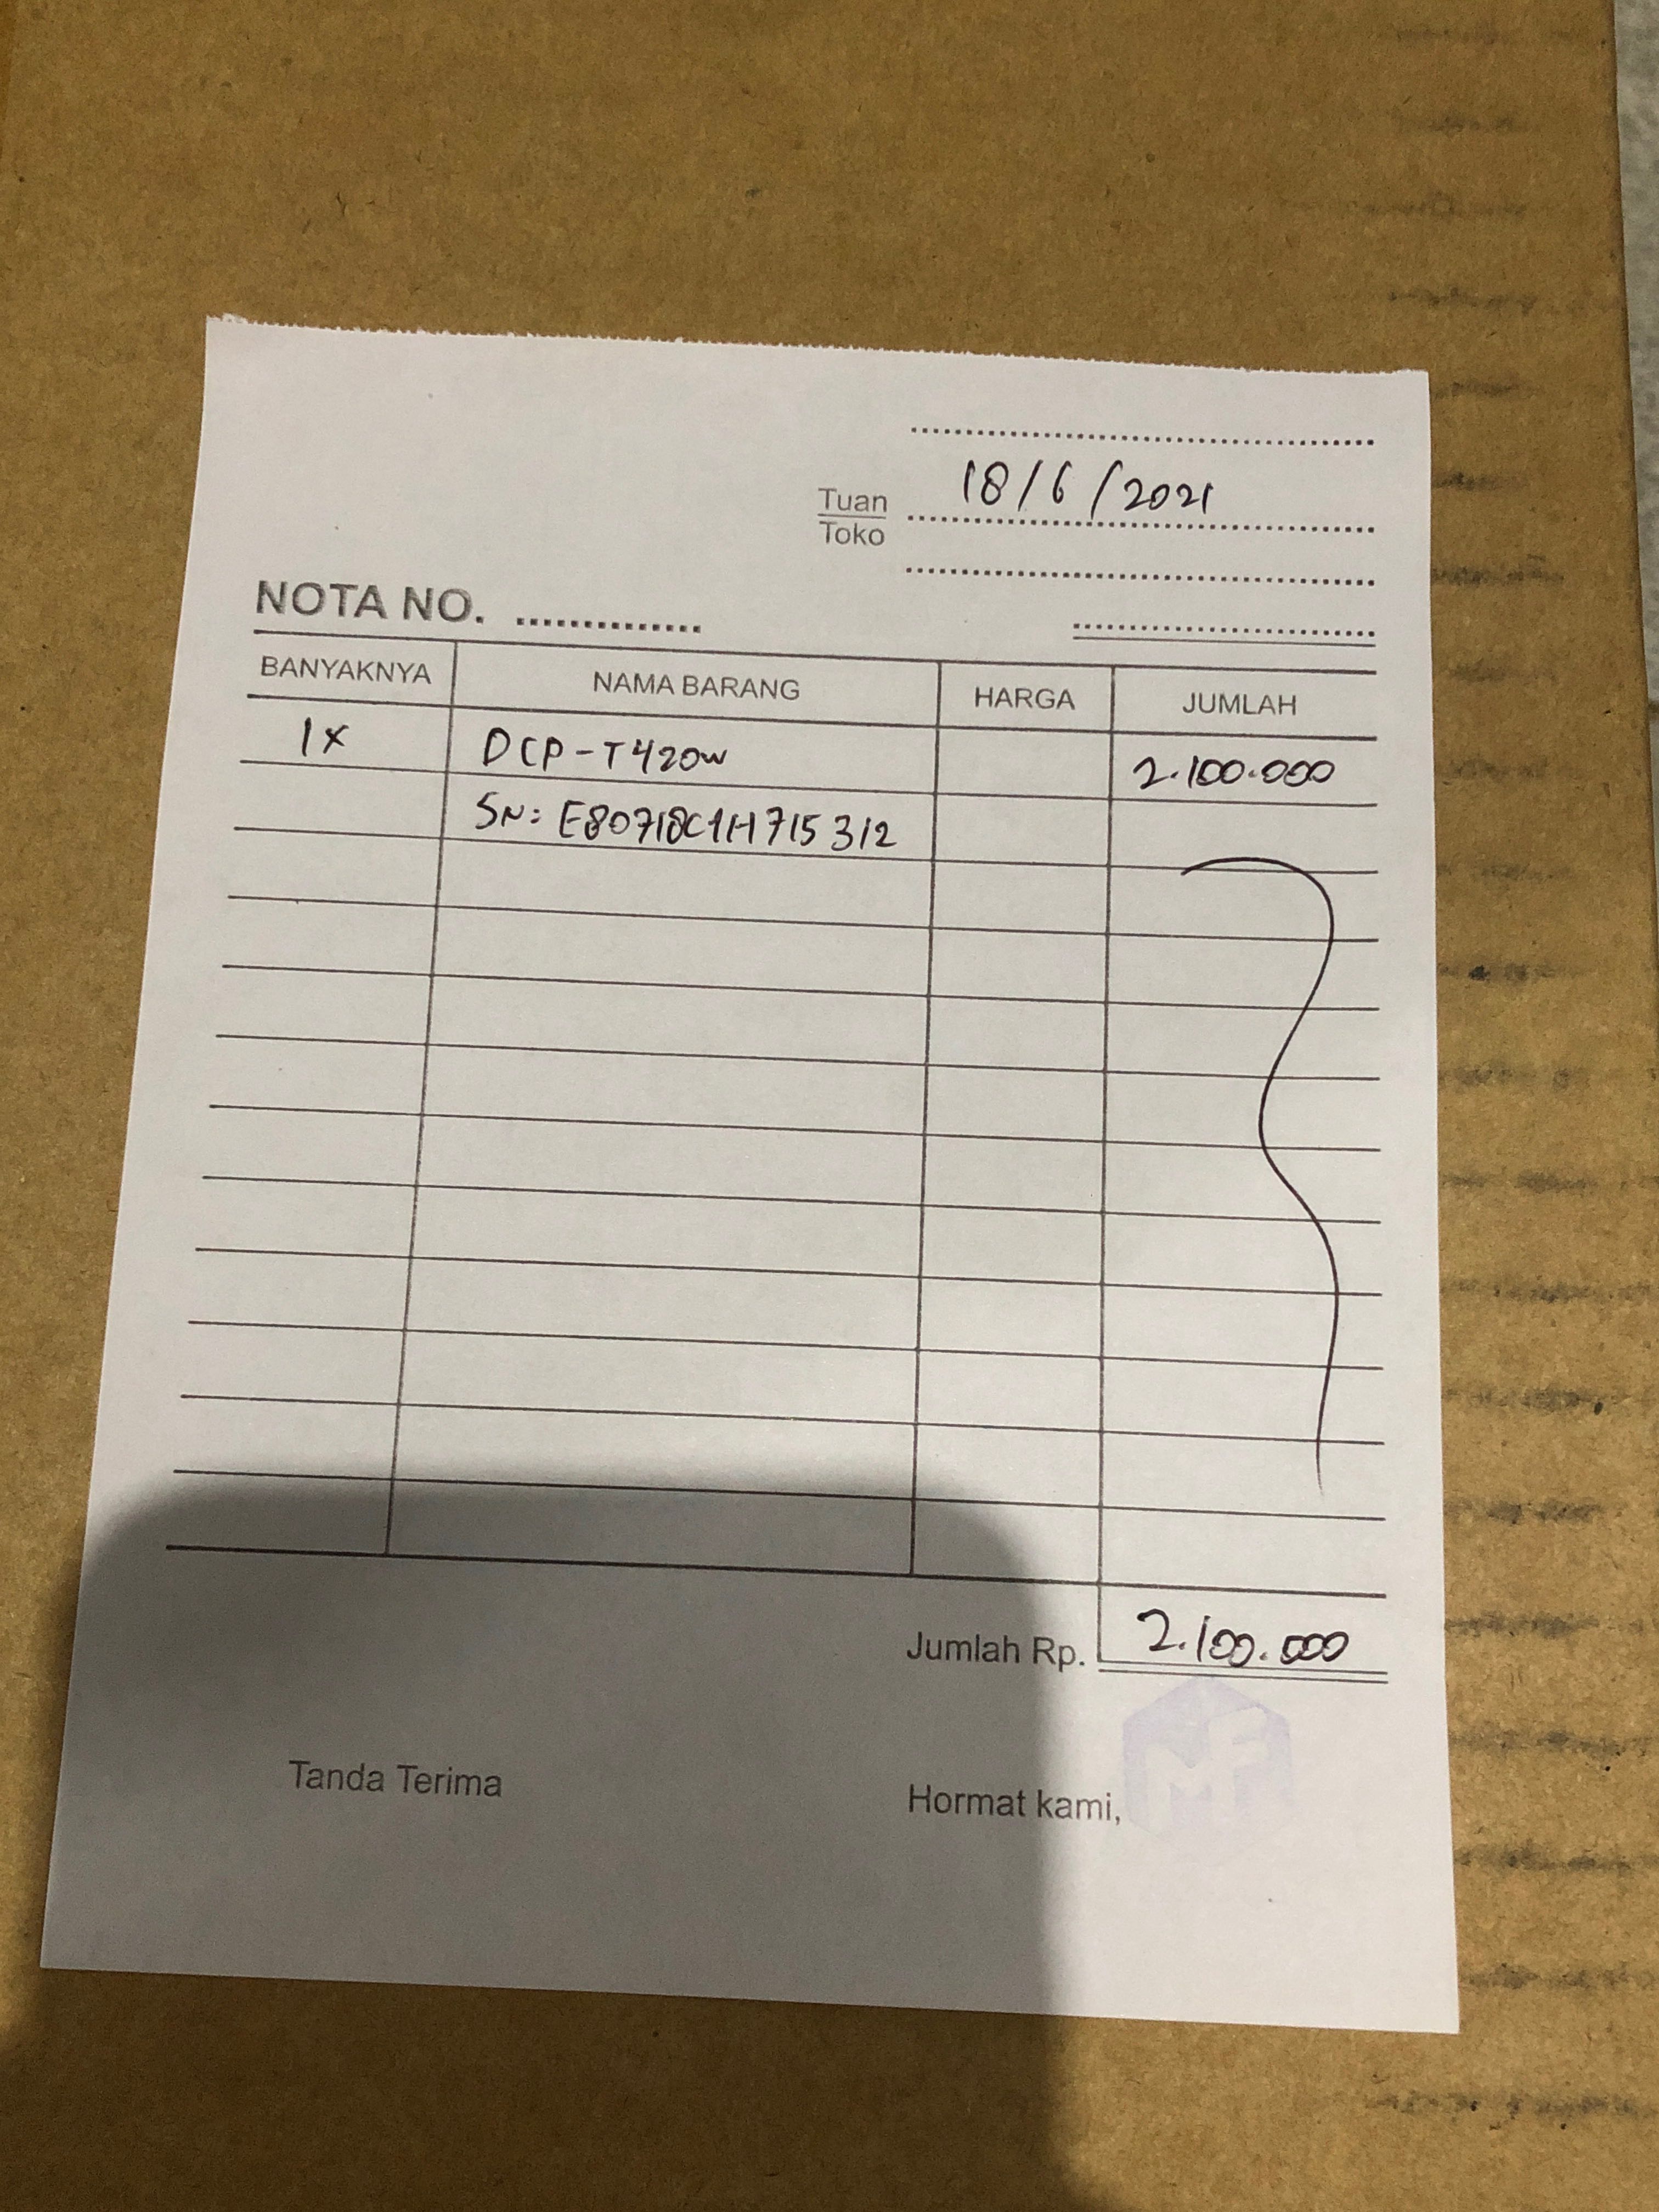 18/6/2021
Tuan
Toko
NOTA NO. ..............
BANYAKNYA NAMA BARANG HARGA JUMLAH
1x DCP-T420W 2.100.000
SN: E80718C1H715312
Jumlah Rp. 2.100.000
Tanda Terima Hormat kami,
MF